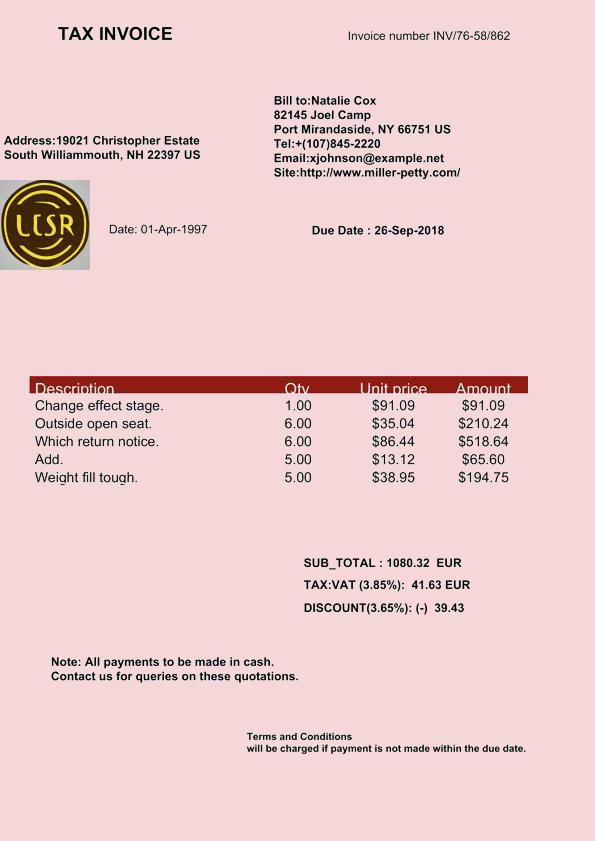 TAX INVOICE
Invoice number INV/76-58/862
Bill to:Natalie Cox
82145 Joel Camp
Port Mirandaside, NY 66751 US
Tel:+(107)845-2220
Email:xjohnson@example.net
Site:http://www.miller-petty.com/
Address:19021 Christopher Estate
South Williammouth, NH 22397 US
LCSR
Date: 01-Apr-1997
Due Date : 26-Sep-2018
Description Qty Unit price Amount
Change effect stage. 1.00 $91.09 $91.09
Outside open seat. 6.00 $35.04 $210.24
Which return notice. 6.00 $86.44 $518.64
Add. 5.00 $13.12 $65.60
Weight fill tough. 5.00 $38.95 $194.75
SUB_TOTAL : 1080.32 EUR
TAX:VAT (3.85%): 41.63 EUR
DISCOUNT(3.65%): (-) 39.43
Note: All payments to be made in cash.
Contact us for queries on these quotations.
Terms and Conditions
will be charged if payment is not made within the due date.